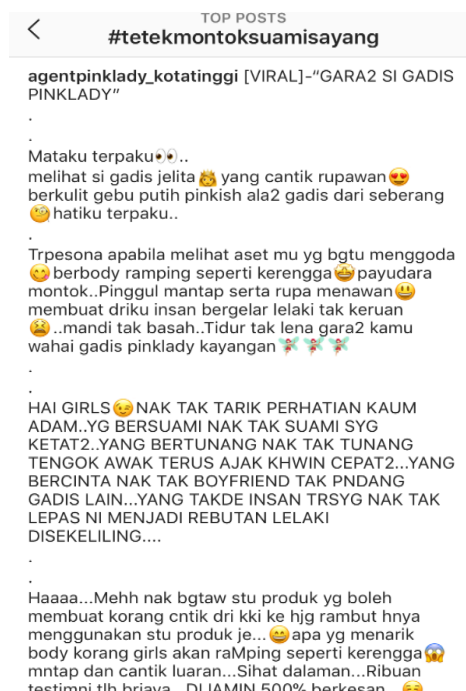 TOP POSTS
#tetekmontoksuamisayang
agentpinklady_kotatinggi [VIRAL]-“GARA2 SI GADIS
PINKLADY”
.
.
Mataku terpaku👀..
melihat si gadis jelita👸 yang cantik rupawan😍
berkulit gebu putih pinkish ala2 gadis dari seberang
🧐hatiku terpaku..
.
Trpesona apabila melihat aset mu yg bgtu menggoda
😋berbody ramping seperti kerengga🤩payudara
montok..Pinggul mantap serta rupa menawan😃
membuat driku insan bergelar lelaki tak keruan
😫..mandi tak basah..Tidur tak lena gara2 kamu
wahai gadis pinklady kayangan🧚🧚🧚
.
.
HAI GIRLS😉NAK TAK TARIK PERHATIAN KAUM
ADAM..YG BERSUAMI NAK TAK SUAMI SYG
KETAT2..YANG BERTUNANG NAK TAK TUNANG
TENGOK AWAK TERUS AJAK KHWIN CEPAT2...YANG
BERCINTA NAK TAK BOYFRIEND TAK PNDANG
GADIS LAIN...YANG TAKDE INSAN TRSYG NAK TAK
LEPAS NI MENJADI REBUTAN LELAKI
DISEKELILING....
.
.
Haaaa...Mehh nak bgtaw stu produk yg boleh
membuat korang cntik dri kki ke hjg rambut hnya
menggunakan stu produk je...😄apa yg menarik
body korang girls akan raMping seperti kerengga😱
mntap dan cantik luaran...Sihat dalaman...Ribuan
testimni tlh brjaya...DIJAMIN 500% berkesan...😄